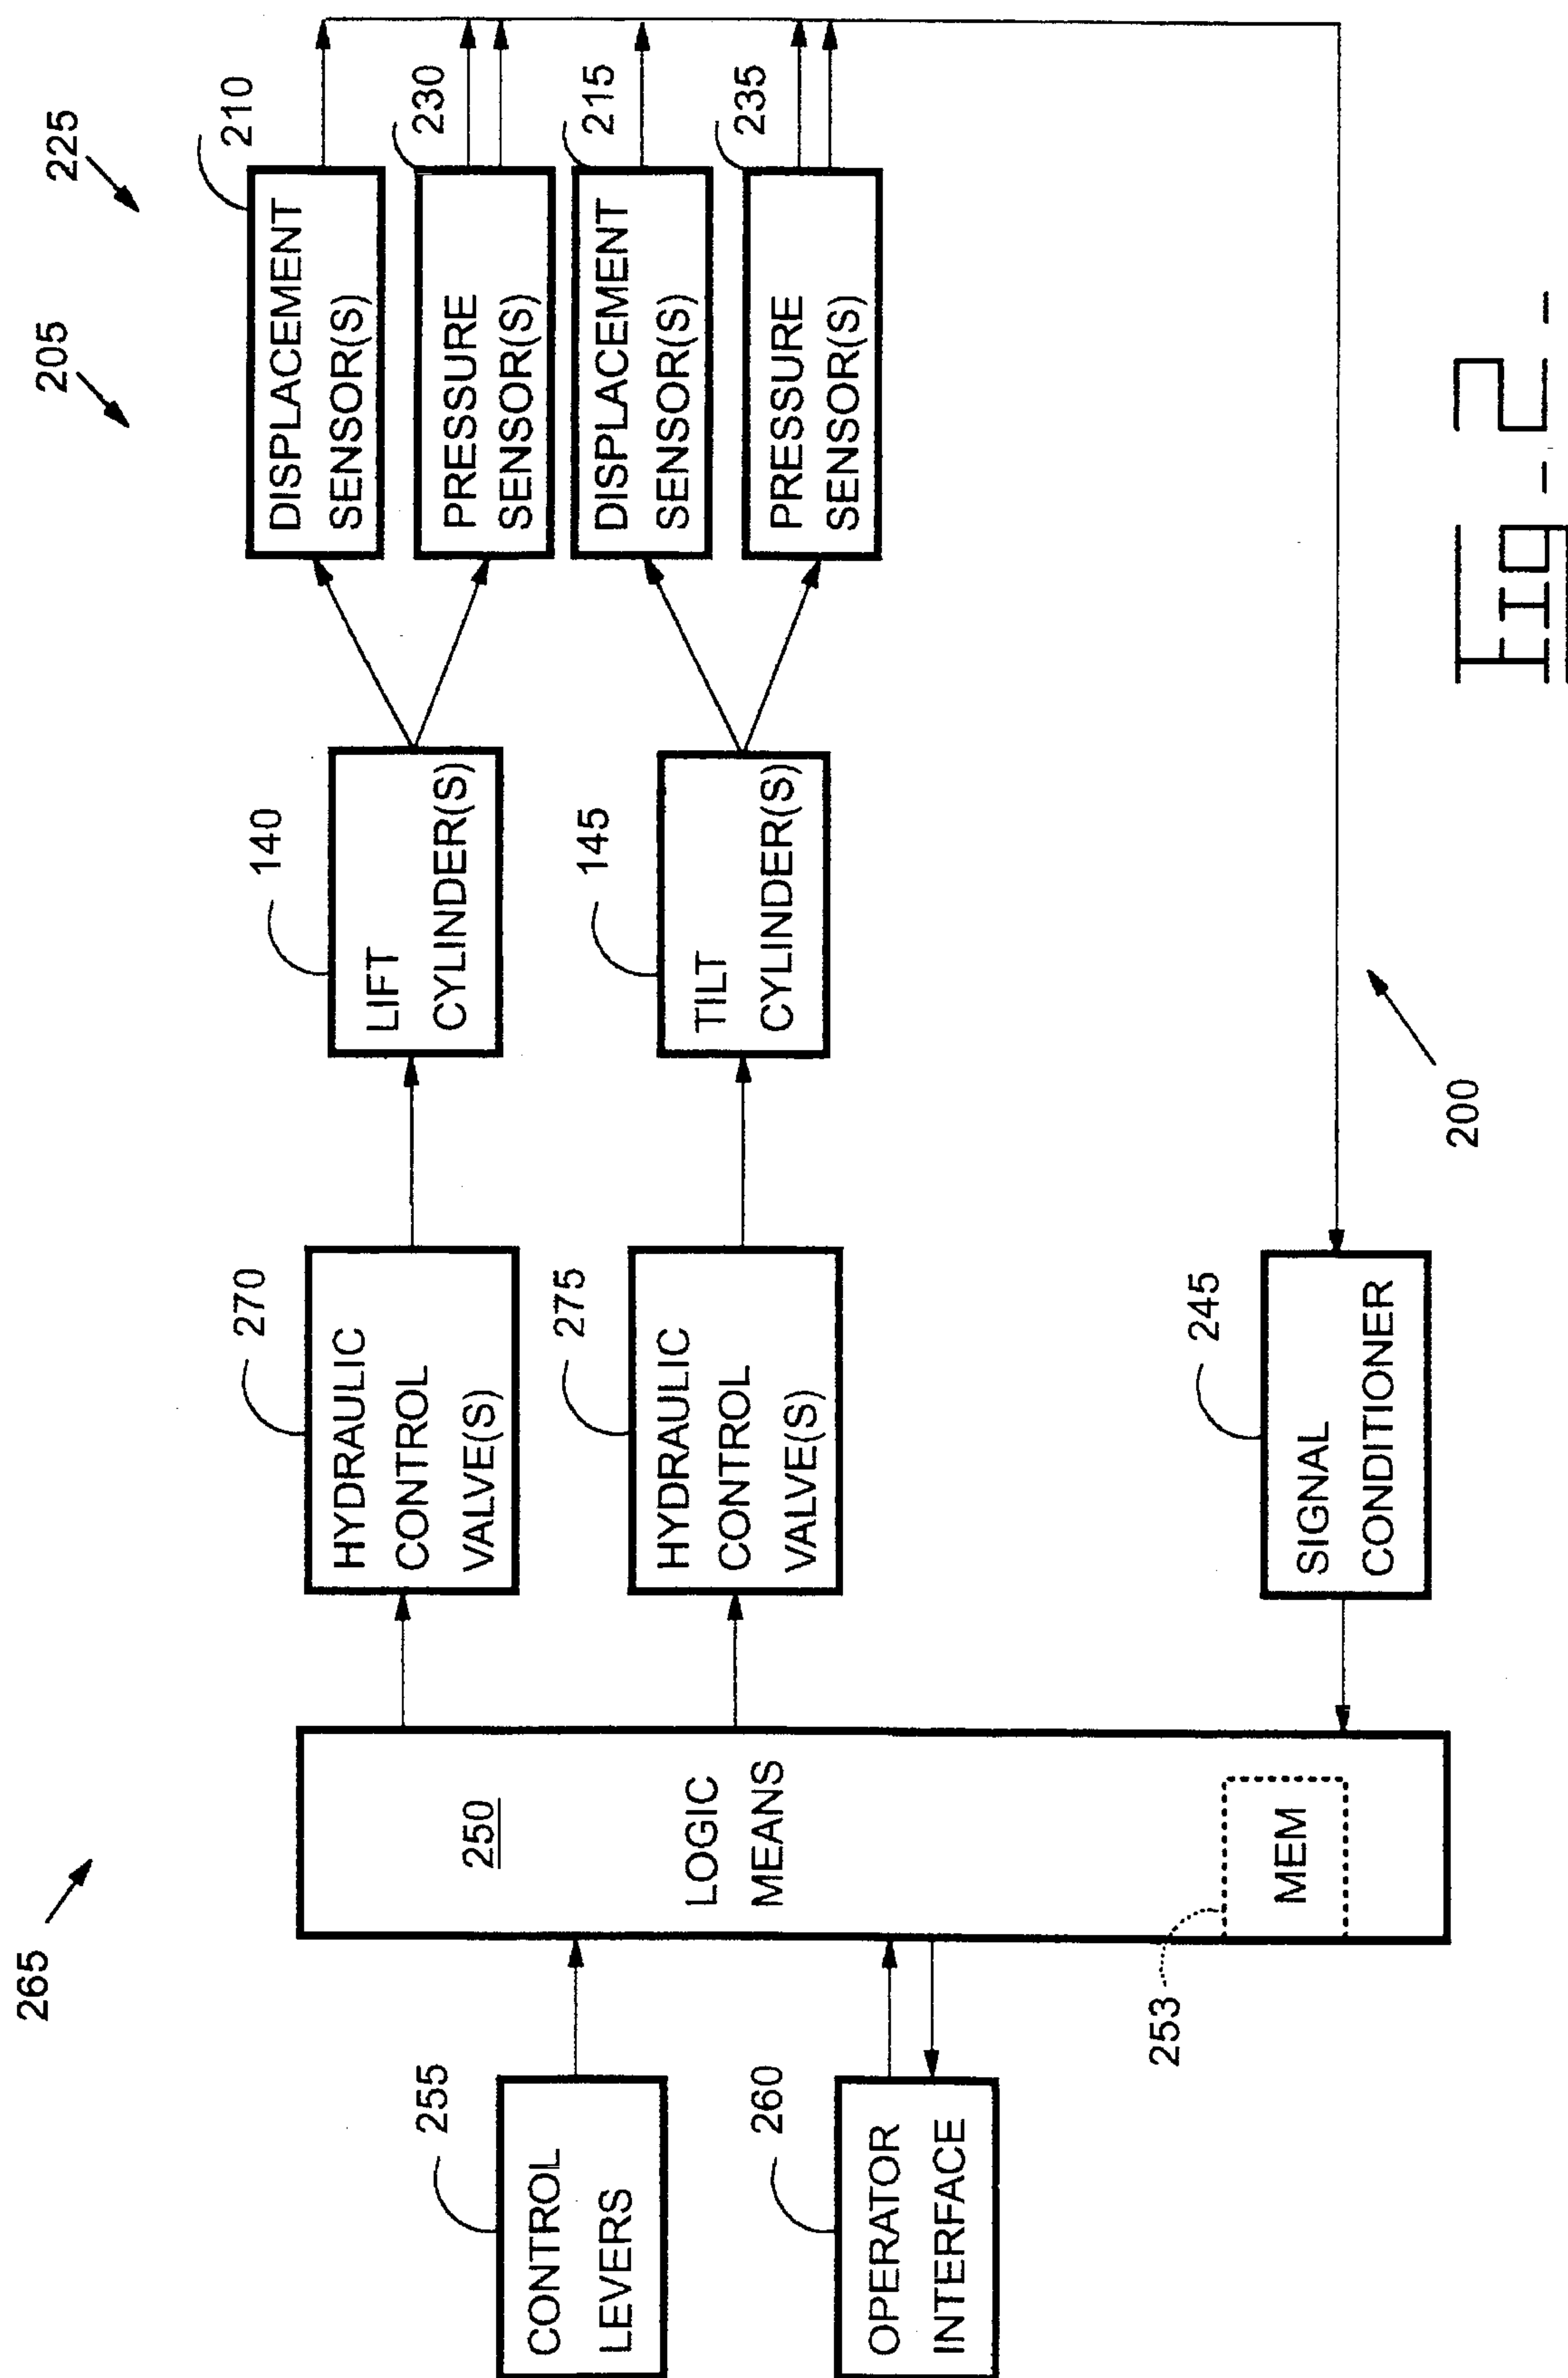 265
205
225
255
CONTROL
LEVERS
260
OPERATOR
INTERFACE
250
LOGIC
MEANS
253
MEM
270
HYDRAULIC
CONTROL
VALVE(S)
275
HYDRAULIC
CONTROL
VALVE(S)
245
SIGNAL
CONDITIONER
140
LIFT
CYLINDER(S)
145
TILT
CYLINDER(S)
210
DISPLACEMENT
SENSOR(S)
230
PRESSURE
SENSOR(S)
215
DISPLACEMENT
SENSOR(S)
235
PRESSURE
SENSOR(S)
200
Fig - 2 -